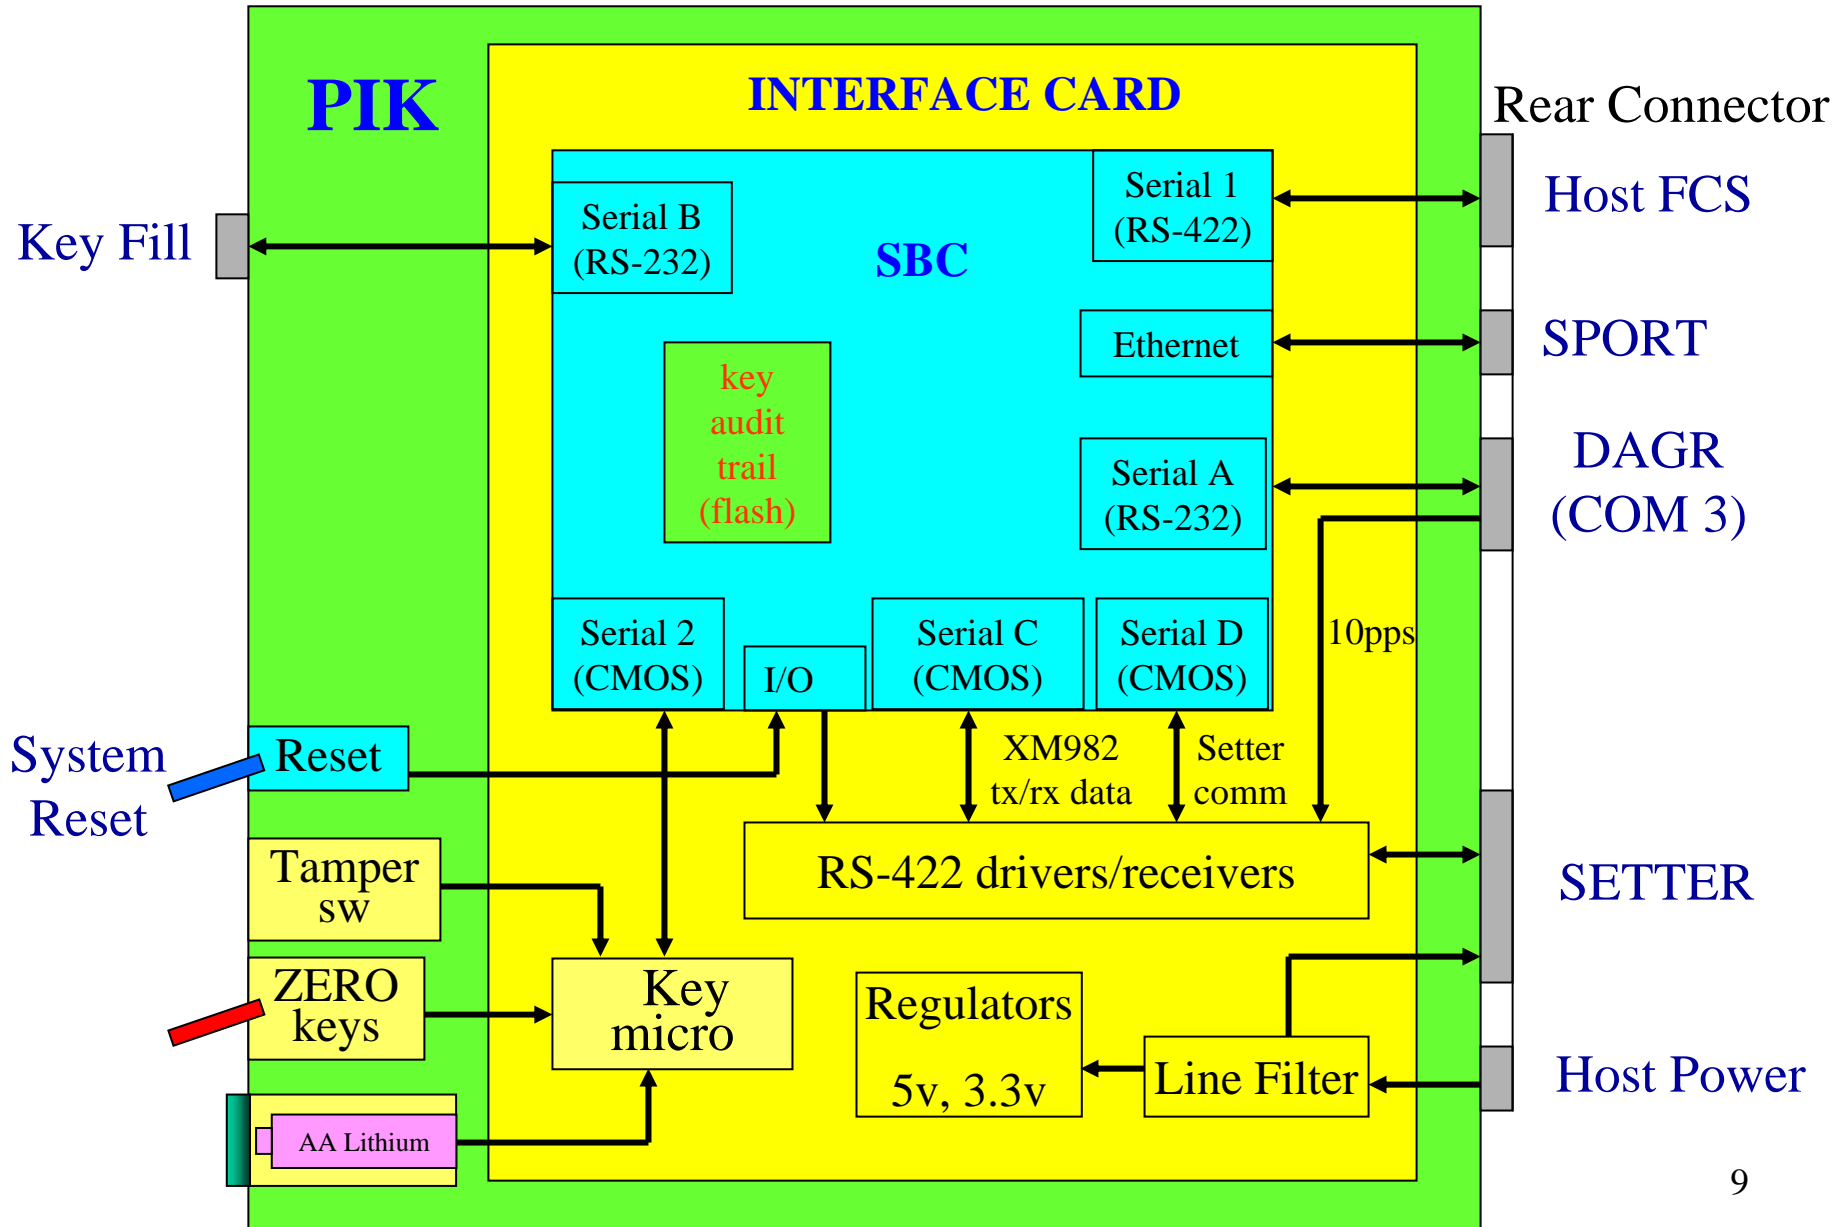 PIK
INTERFACE CARD
Rear Connector
Key Fill
Serial B
(RS-232)
SBC
Serial 1
(RS-422)
Host FCS
Ethernet
SPORT
key
audit
trail
(flash)
Serial A
(RS-232)
DAGR
(COM 3)
Serial 2
(CMOS)
I/O
Serial C
(CMOS)
Serial D
(CMOS)
10pps
System
Reset
Reset
XM982
tx/rx data
Setter
comm
Tamper
sw
RS-422 drivers/receivers
SETTER
ZERO
keys
Key
micro
Regulators
5v, 3.3v
Line Filter
Host Power
AA Lithium
9